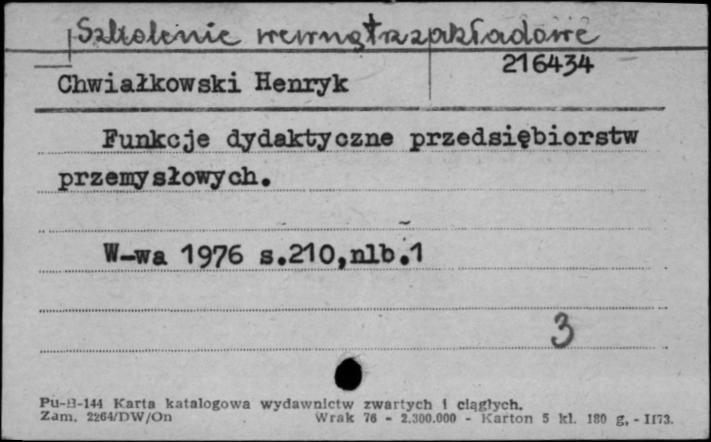 Szkolenie wewnątrzzakładowe
216434
Chwiałkowski Henryk
Funkcje dydaktyczne przedsiębiorstw
przemysłowych.
W-wa 1976 s.210,nlb.1
3
Pu-B-144 Karta katalogowa wydawnictw zwartych i ciągłych.
Zam. 2264/DW/On Wrak 76 - 2.300.000 - Karton 5 kl. 180 g. - II73.